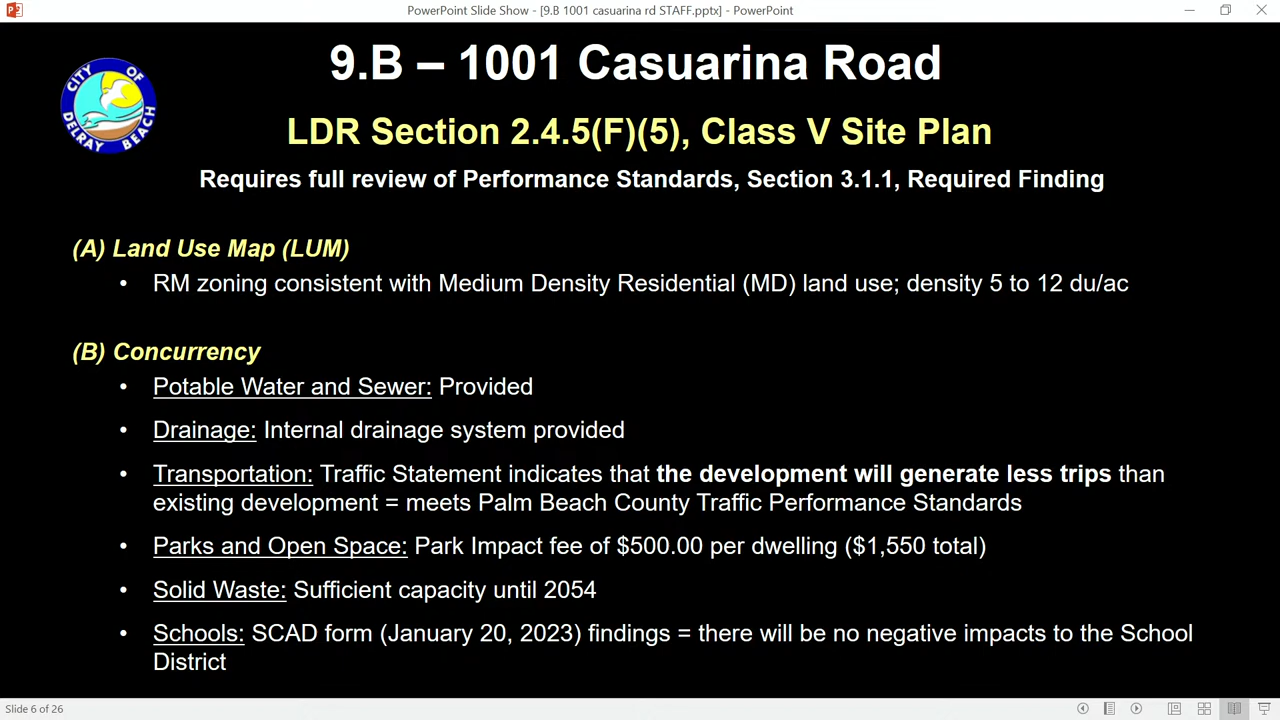 PowerPoint Slide Show - [9.B 1001 casuarina rd STAFF.pptx] - PowerPoint
9.B – 1001 Casuarina Road
CITY OF
DELRAY BEACH
LDR Section 2.4.5(F)(5), Class V Site Plan
Requires full review of Performance Standards, Section 3.1.1, Required Finding
(A) Land Use Map (LUM)
• RM zoning consistent with Medium Density Residential (MD) land use; density 5 to 12 du/ac
(B) Concurrency
• Potable Water and Sewer: Provided
• Drainage: Internal drainage system provided
• Transportation: Traffic Statement indicates that the development will generate less trips than
existing development = meets Palm Beach County Traffic Performance Standards
• Parks and Open Space: Park Impact fee of $500.00 per dwelling ($1,550 total)
• Solid Waste: Sufficient capacity until 2054
• Schools: SCAD form (January 20, 2023) findings = there will be no negative impacts to the School
District
Slide 6 of 26